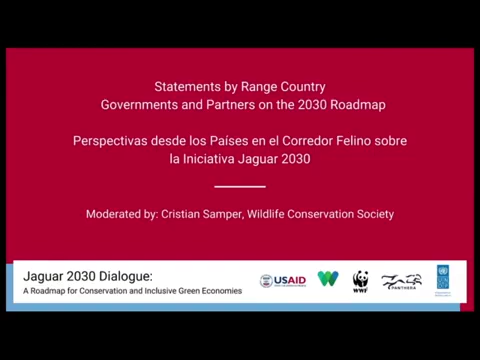 Statements by Range Country
Governments and Partners on the 2030 Roadmap
Perspectivas desde los Países en el Corredor Felino sobre
la Iniciativa Jaguar 2030
Moderated by: Cristian Samper, Wildlife Conservation Society
Jaguar 2030 Dialogue:
A Roadmap for Conservation and Inclusive Green Economies
USAID
WWF
PANTHERA